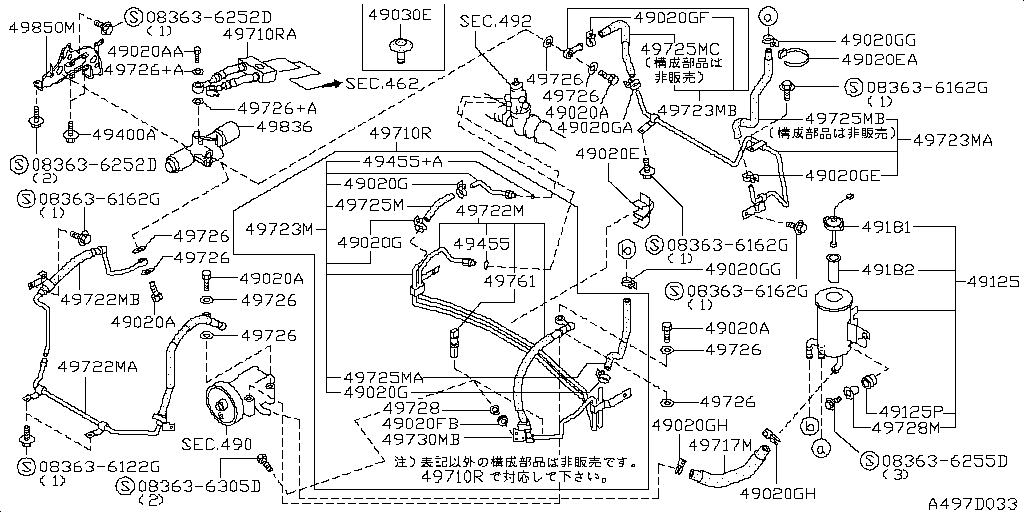 49850M
Ⓢ08363-6252D
(1)
49020AA
49710RA
49726+A
SEC.462
49726+A
49836
49400A
Ⓢ08363-6252D
(2)
49030E
SEC.492
49020GF
49725MC
(構成部品は
非販売)
49726
49726
49020A
49020GA
49723MB
ⓐ
49020GG
49020EA
Ⓢ08363-6162G
(1)
49725MB
(構成部品は非販売)
49723MA
49020GE
49710R
49455+A
49020G
49725M
49722M
49723M
49020G
49455
49761
49020E
Ⓢ08363-6162G
(1)
ⓑ
49020GG
Ⓢ08363-6162G
(1)
Ⓢ08363-6162G
(1)
49726
49726
49020A
49726
49722MB
49020A
49726
49722MA
SEC.490
Ⓢ08363-6122G
(1)
Ⓢ08363-6305D
(2)
49725MA
49020G
49728
49020FB
49730MB
注)表記以外の構成部品は非販売です。
49710Rで対応して下さい。
49020A
49726
49726
49020GH
49717M
49020GH
49181
49182
49125
49125P
49728M
ⓑ
ⓐ
Ⓢ08363-6255D
(3)
A497D033